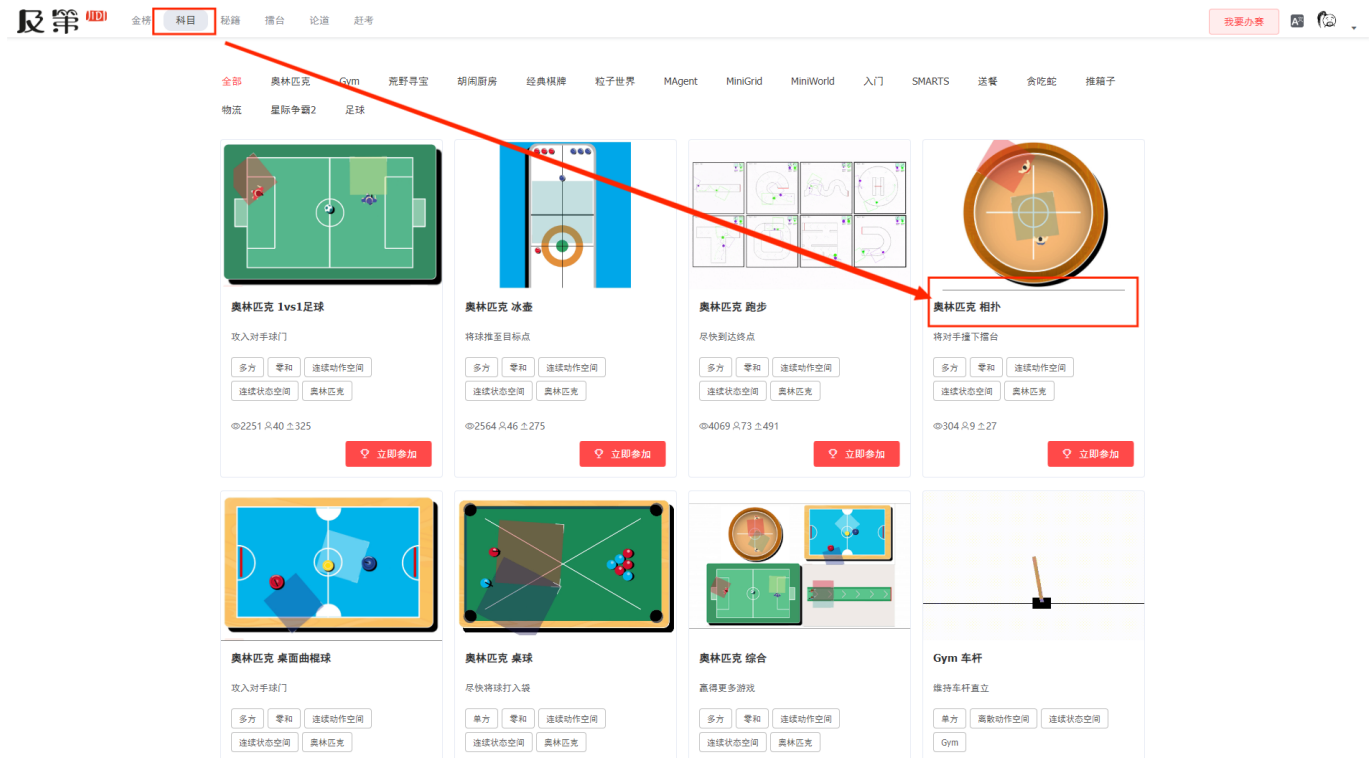 及第 JIDI
金榜 科目 秘籍 擂台 论道 赶考 我要办赛
全部 奥林匹克 Gym 荒野寻宝 胡闹厨房 经典棋牌 粒子世界 MAgent MiniGrid MiniWorld 入门 SMARTS 送餐 贪吃蛇 推箱子
物流 星际争霸2 足球
奥林匹克 1vs1足球
攻入对手球门
多方 零和 连续动作空间
连续状态空间 奥林匹克
2251 40 325
立即参加
奥林匹克 冰壶
将球推至目标点
多方 零和 连续动作空间
连续状态空间 奥林匹克
2564 46 275
立即参加
奥林匹克 跑步
尽快到达终点
多方 零和 连续动作空间
连续状态空间 奥林匹克
4069 73 491
立即参加
奥林匹克 相扑
将对手撞下擂台
多方 零和 连续动作空间
连续状态空间 奥林匹克
304 9 27
立即参加
奥林匹克 桌面曲棍球
攻入对手球门
多方 零和 连续动作空间
连续状态空间 奥林匹克
奥林匹克 桌球
尽快将球打入袋
单方 零和 连续动作空间
连续状态空间 奥林匹克
奥林匹克 综合
赢得更多游戏
多方 零和 连续动作空间
连续状态空间 奥林匹克
Gym 车杆
维持车杆直立
单方 离散动作空间 连续状态空间
Gym